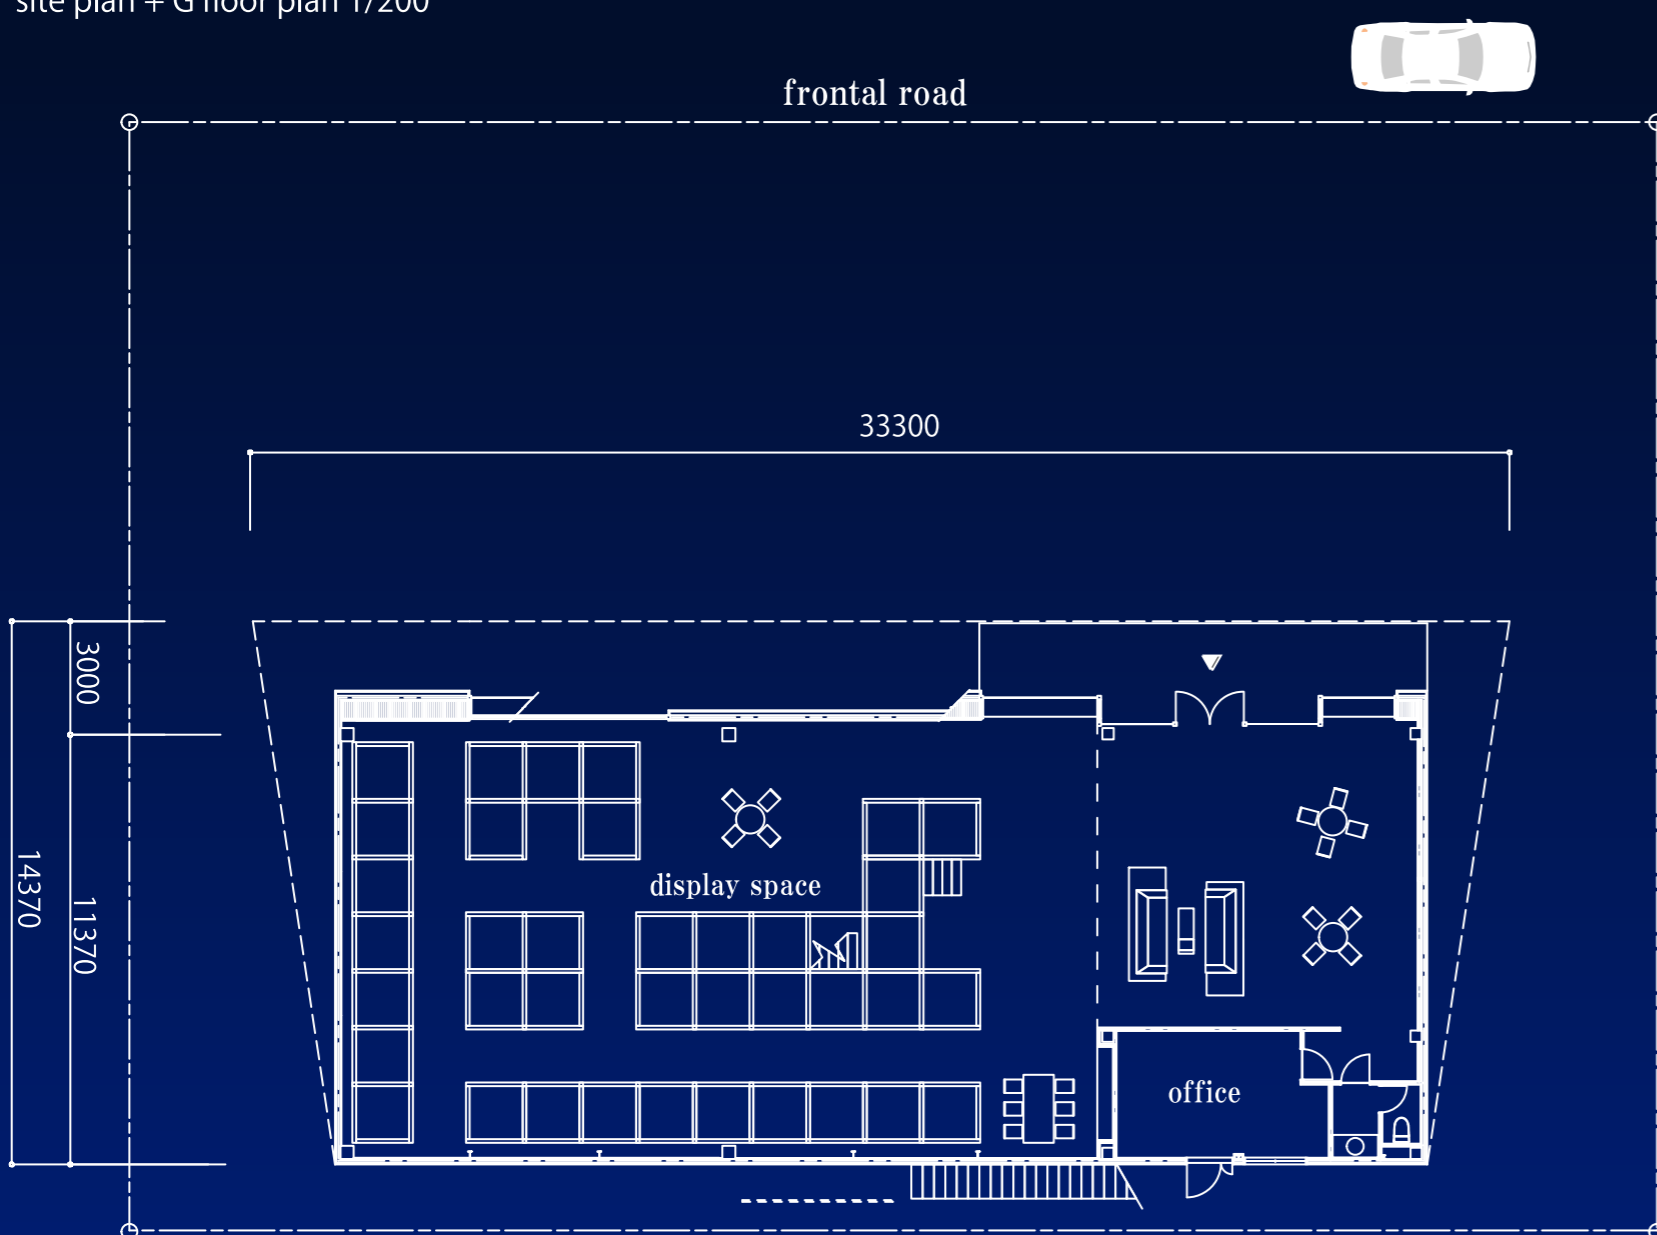 site plan + G floor plan 1/200
frontal road
33300
3000
14370
11370
display space
office